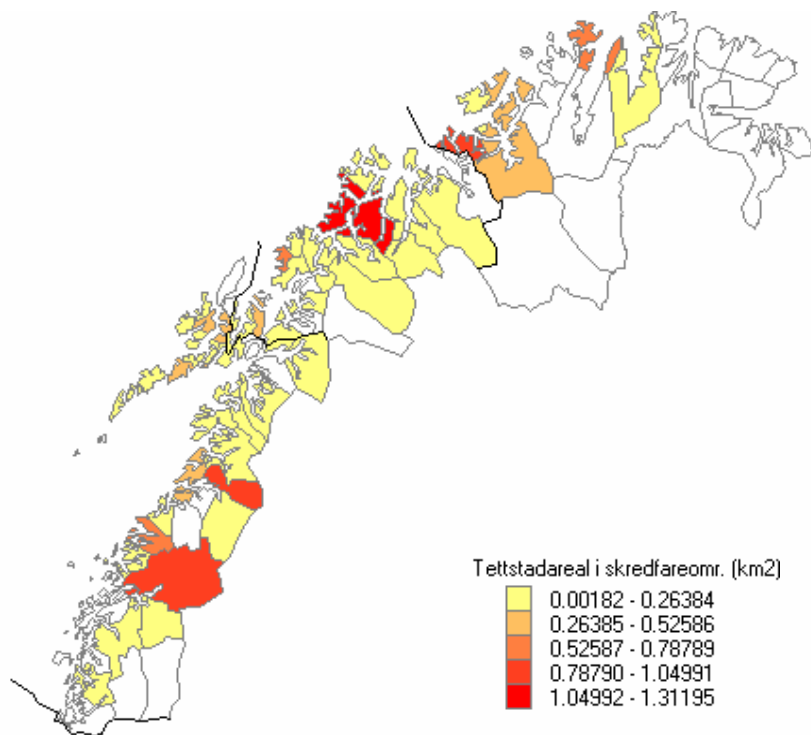 Tettstadareal i skredfareomr. (km2)
0.00182 - 0.26384
0.26385 - 0.52586
0.52587 - 0.78789
0.78790 - 1.04991
1.04992 - 1.31195